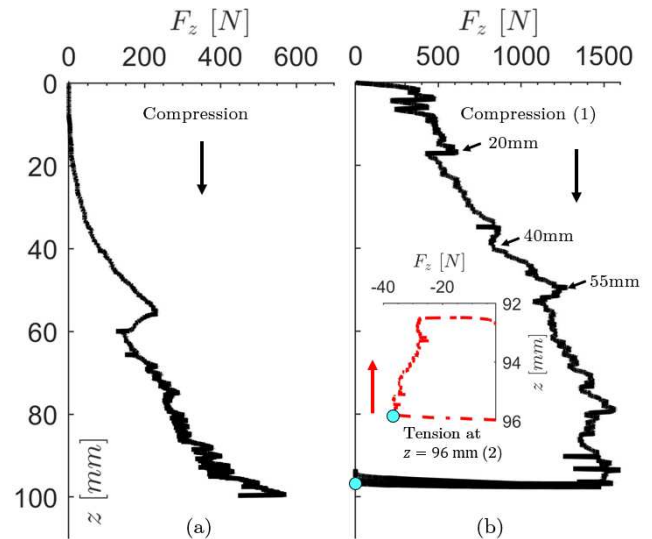 F_z [N]
0 200 400 600
0
20
40
60
80
100
z [mm]
Compression
(a)
F_z [N]
0 500 1000 1500
Compression (1)
20mm
40mm
55mm
F_z [N]
-40 -20
92
94
96
z [mm]
Tension at
z = 96 mm (2)
(b)